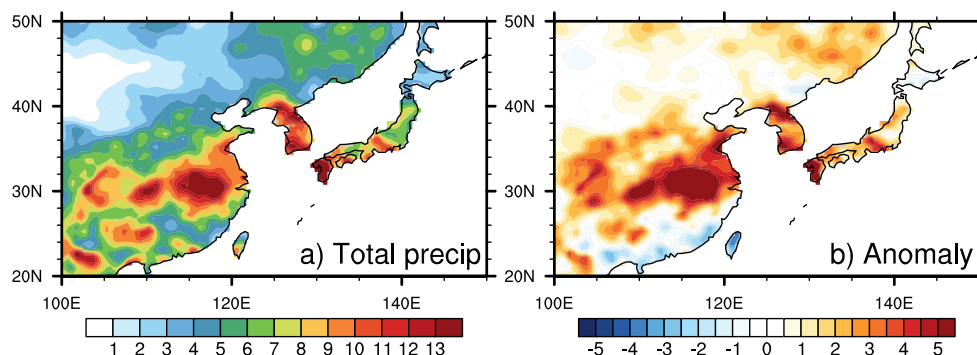 50N
40N
30N
20N
100E 120E 140E
a) Total precip
1 2 3 4 5 6 7 8 9 10 11 12 13
50N
40N
30N
20N
100E 120E 140E
b) Anomaly
-5 -4 -3 -2 -1 0 1 2 3 4 5